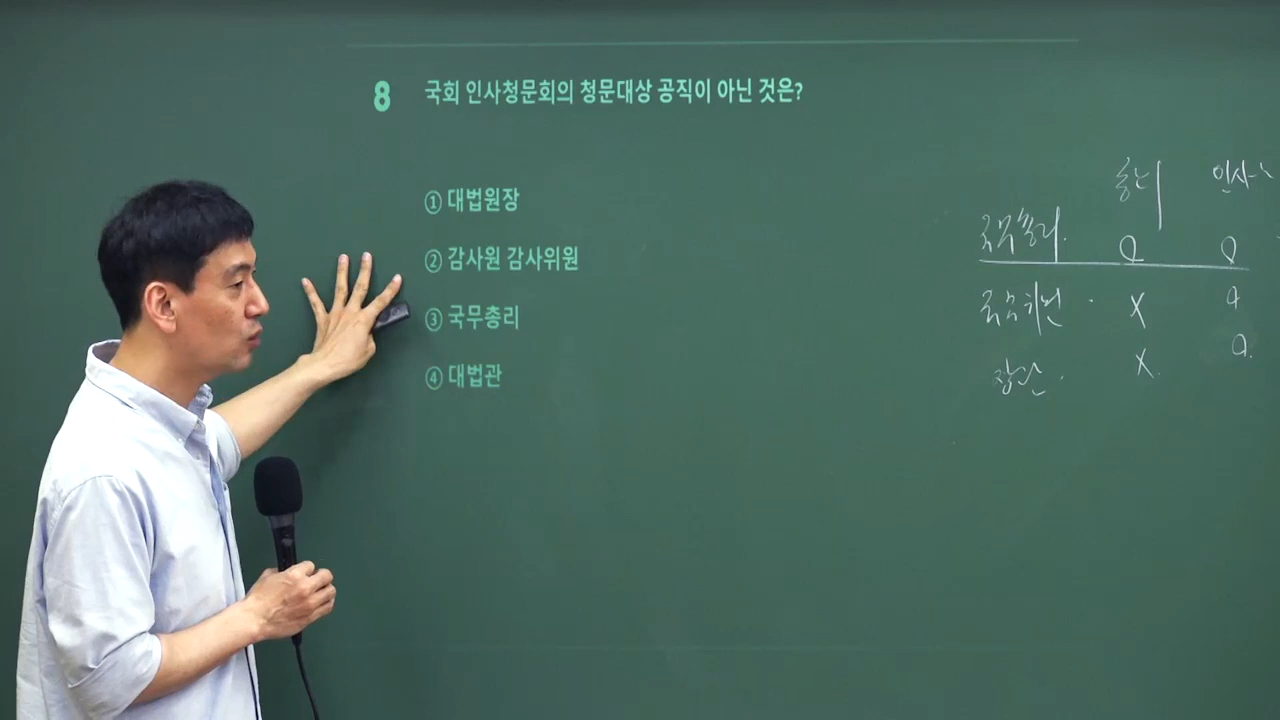 8 국회 인사청문회의 청문대상 공직이 아닌 것은?
① 대법원장
② 감사원 감사위원
③ 국무총리
④ 대법관
총리 인사
국무총리. O O
국무위원 X O
장관 X O